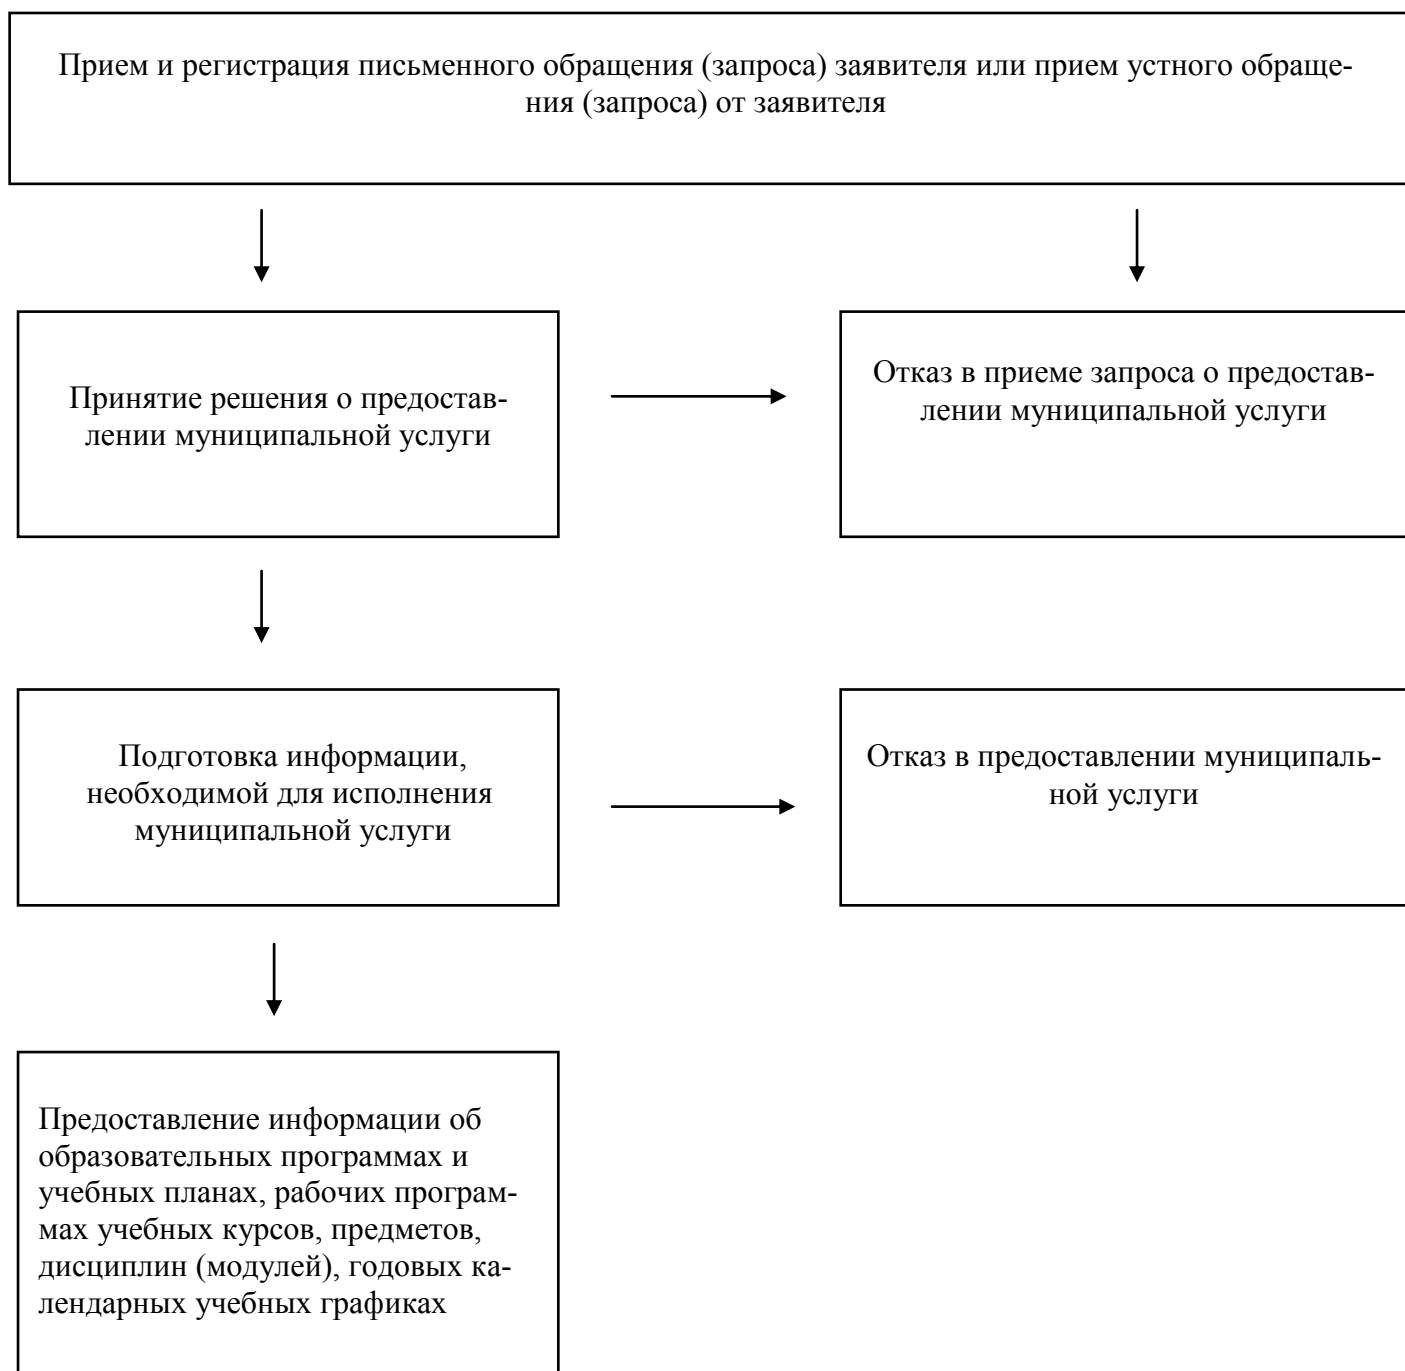 Прием и регистрация письменного обращения (запроса) заявителя или прием устного обраще-
ния (запроса) от заявителя
Принятие решения о предостав-
лении муниципальной услуги
Отказ в приеме запроса о предостав-
лении муниципальной услуги
Подготовка информации,
необходимой для исполнения
муниципальной услуги
Отказ в предоставлении муниципаль-
ной услуги
Предоставление информации об
образовательных программах и
учебных планах, рабочих програм-
мах учебных курсов, предметов,
дисциплин (модулей), годовых ка-
лендарных учебных графиках